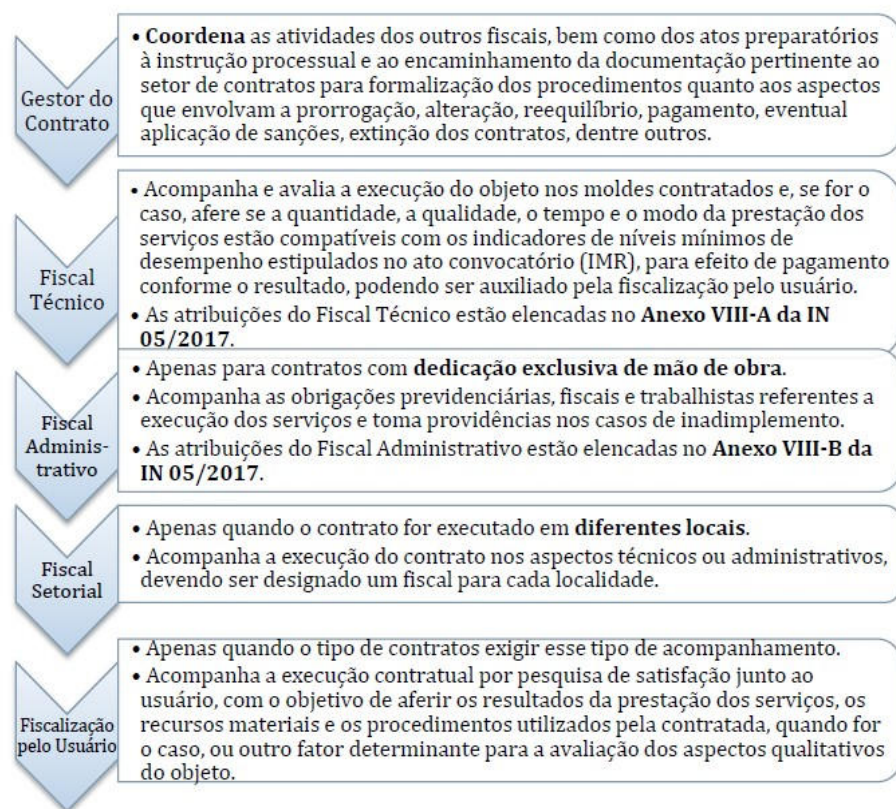 Gestor do
Contrato
• Coordena as atividades dos outros fiscais, bem como dos atos preparatórios
à instrução processual e ao encaminhamento da documentação pertinente ao
setor de contratos para formalização dos procedimentos quanto aos aspectos
que envolvam a prorrogação, alteração, reequilíbrio, pagamento, eventual
aplicação de sanções, extinção dos contratos, dentre outros.
Fiscal
Técnico
• Acompanha e avalia a execução do objeto nos moldes contratados e, se for o
caso, afere se a quantidade, a qualidade, o tempo e o modo da prestação dos
serviços estão compatíveis com os indicadores de níveis mínimos de
desempenho estipulados no ato convocatório (IMR), para efeito de pagamento
conforme o resultado, podendo ser auxiliado pela fiscalização pelo usuário.
• As atribuições do Fiscal Técnico estão elencadas no Anexo VIII-A da IN
05/2017.
Fiscal
Adminis-
trativo
• Apenas para contratos com dedicação exclusiva de mão de obra.
• Acompanha as obrigações previdenciárias, fiscais e trabalhistas referentes a
execução dos serviços e toma providências nos casos de inadimplemento.
• As atribuições do Fiscal Administrativo estão elencadas no Anexo VIII-B da
IN 05/2017.
Fiscal
Setorial
• Apenas quando o contrato for executado em diferentes locais.
• Acompanha a execução do contrato nos aspectos técnicos ou administrativos,
devendo ser designado um fiscal para cada localidade.
Fiscalização
pelo Usuário
• Apenas quando o tipo de contratos exigir esse tipo de acompanhamento.
• Acompanha a execução contratual por pesquisa de satisfação junto ao
usuário, com o objetivo de aferir os resultados da prestação dos serviços, os
recursos materiais e os procedimentos utilizados pela contratada, quando for
o caso, ou outro fator determinante para a avaliação dos aspectos qualitativos
do objeto.